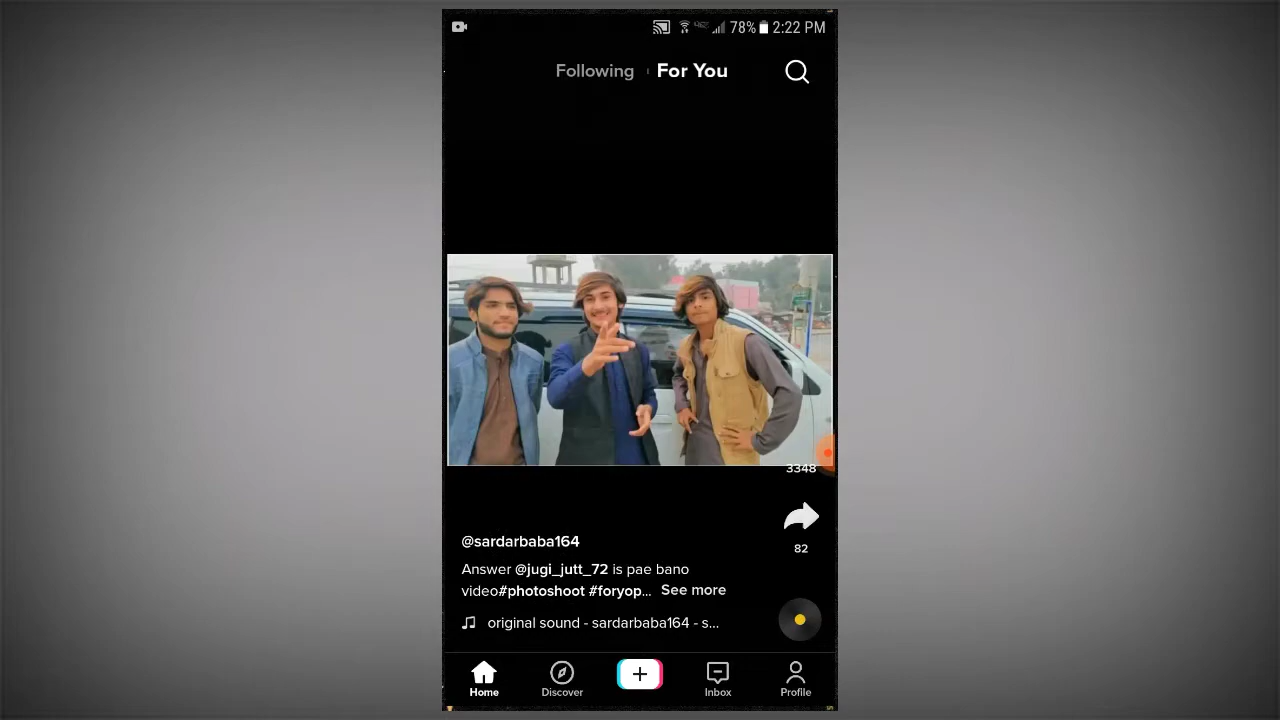 78% 2:22 PM
Following For You
3348
82
@sardarbaba164
Answer @jugi_jutt_72 is pae bano
video#photoshoot #foryop... See more
original sound - sardarbaba164 - s...
Home Discover Inbox Profile